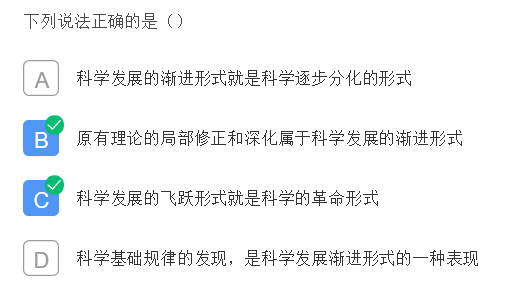 下列说法正确的是（）
A 科学发展的渐进形式就是科学逐步分化的形式
B 原有理论的局部修正和深化属于科学发展的渐进形式
C 科学发展的飞跃形式就是科学的革命形式
D 科学基础规律的发现，是科学发展渐进形式的一种表现